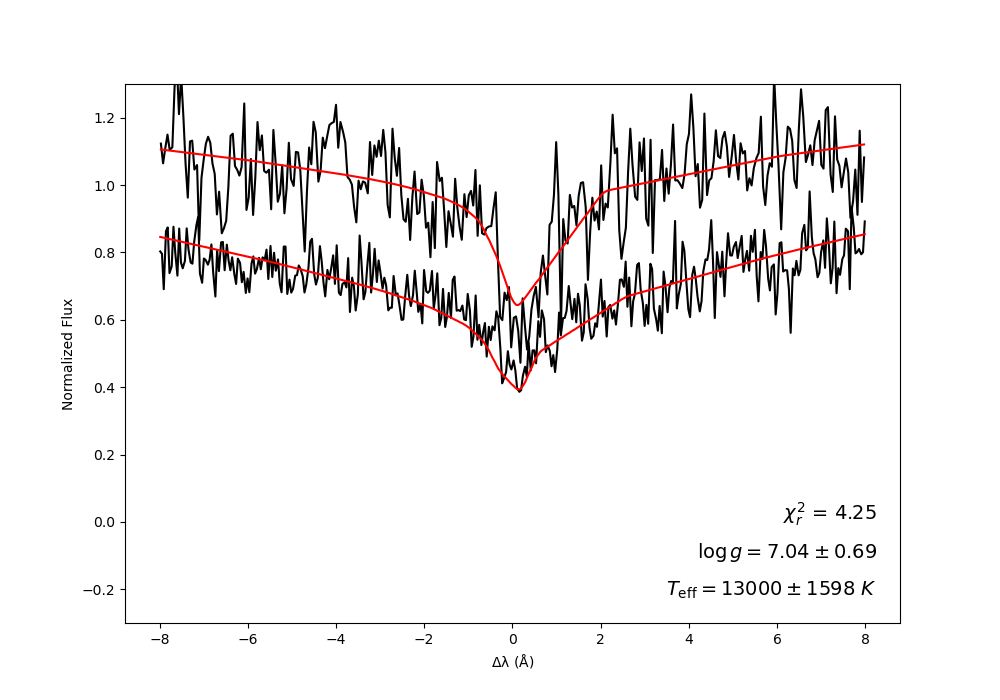 1.2
1.0
0.8
0.6
0.4
0.2
0.0
−0.2
Normalized Flux
χ²ᵣ = 4.25
log g = 7.04 ± 0.69
T_eff = 13000 ± 1598 K
−8 −6 −4 −2 0 2 4 6 8
Δλ (Å)